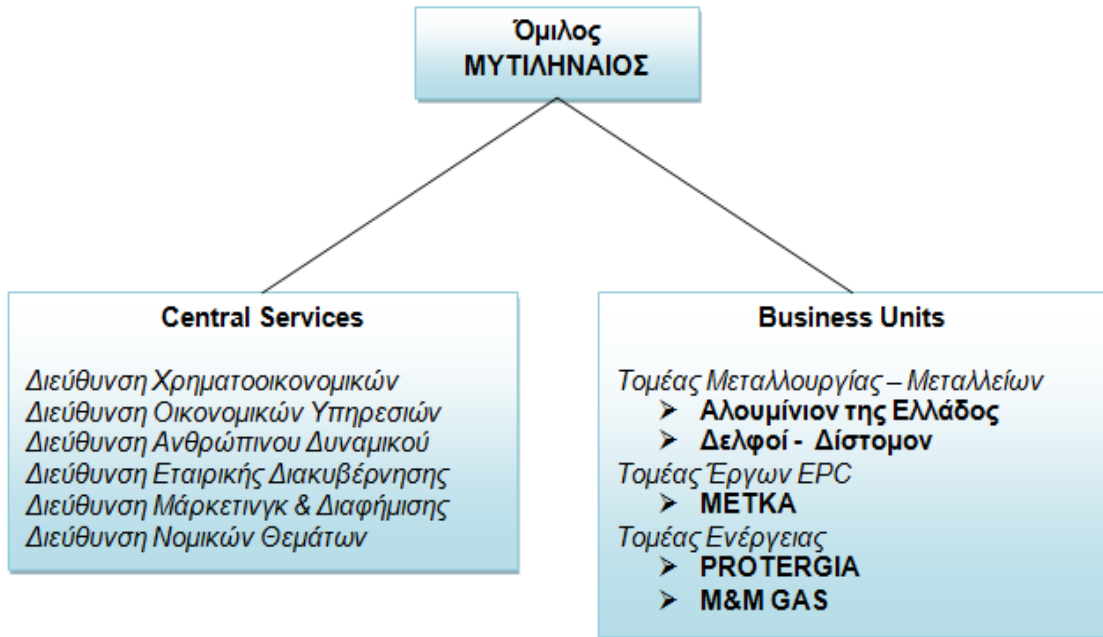 Όμιλος
ΜΥΤΙΛΗΝΑΙΟΣ
Central Services
Διεύθυνση Χρηματοοικονομικών
Διεύθυνση Οικονομικών Υπηρεσιών
Διεύθυνση Ανθρώπινου Δυναμικού
Διεύθυνση Εταιρικής Διακυβέρνησης
Διεύθυνση Μάρκετινγκ & Διαφήμισης
Διεύθυνση Νομικών Θεμάτων
Business Units
Τομέας Μεταλλουργίας – Μεταλλείων
➢ Αλουμίνιον της Ελλάδος
➢ Δελφοί - Δίστομον
Τομέας Έργων EPC
➢ ΜΕΤΚΑ
Τομέας Ενέργειας
➢ PROTERGIA
➢ M&M GAS